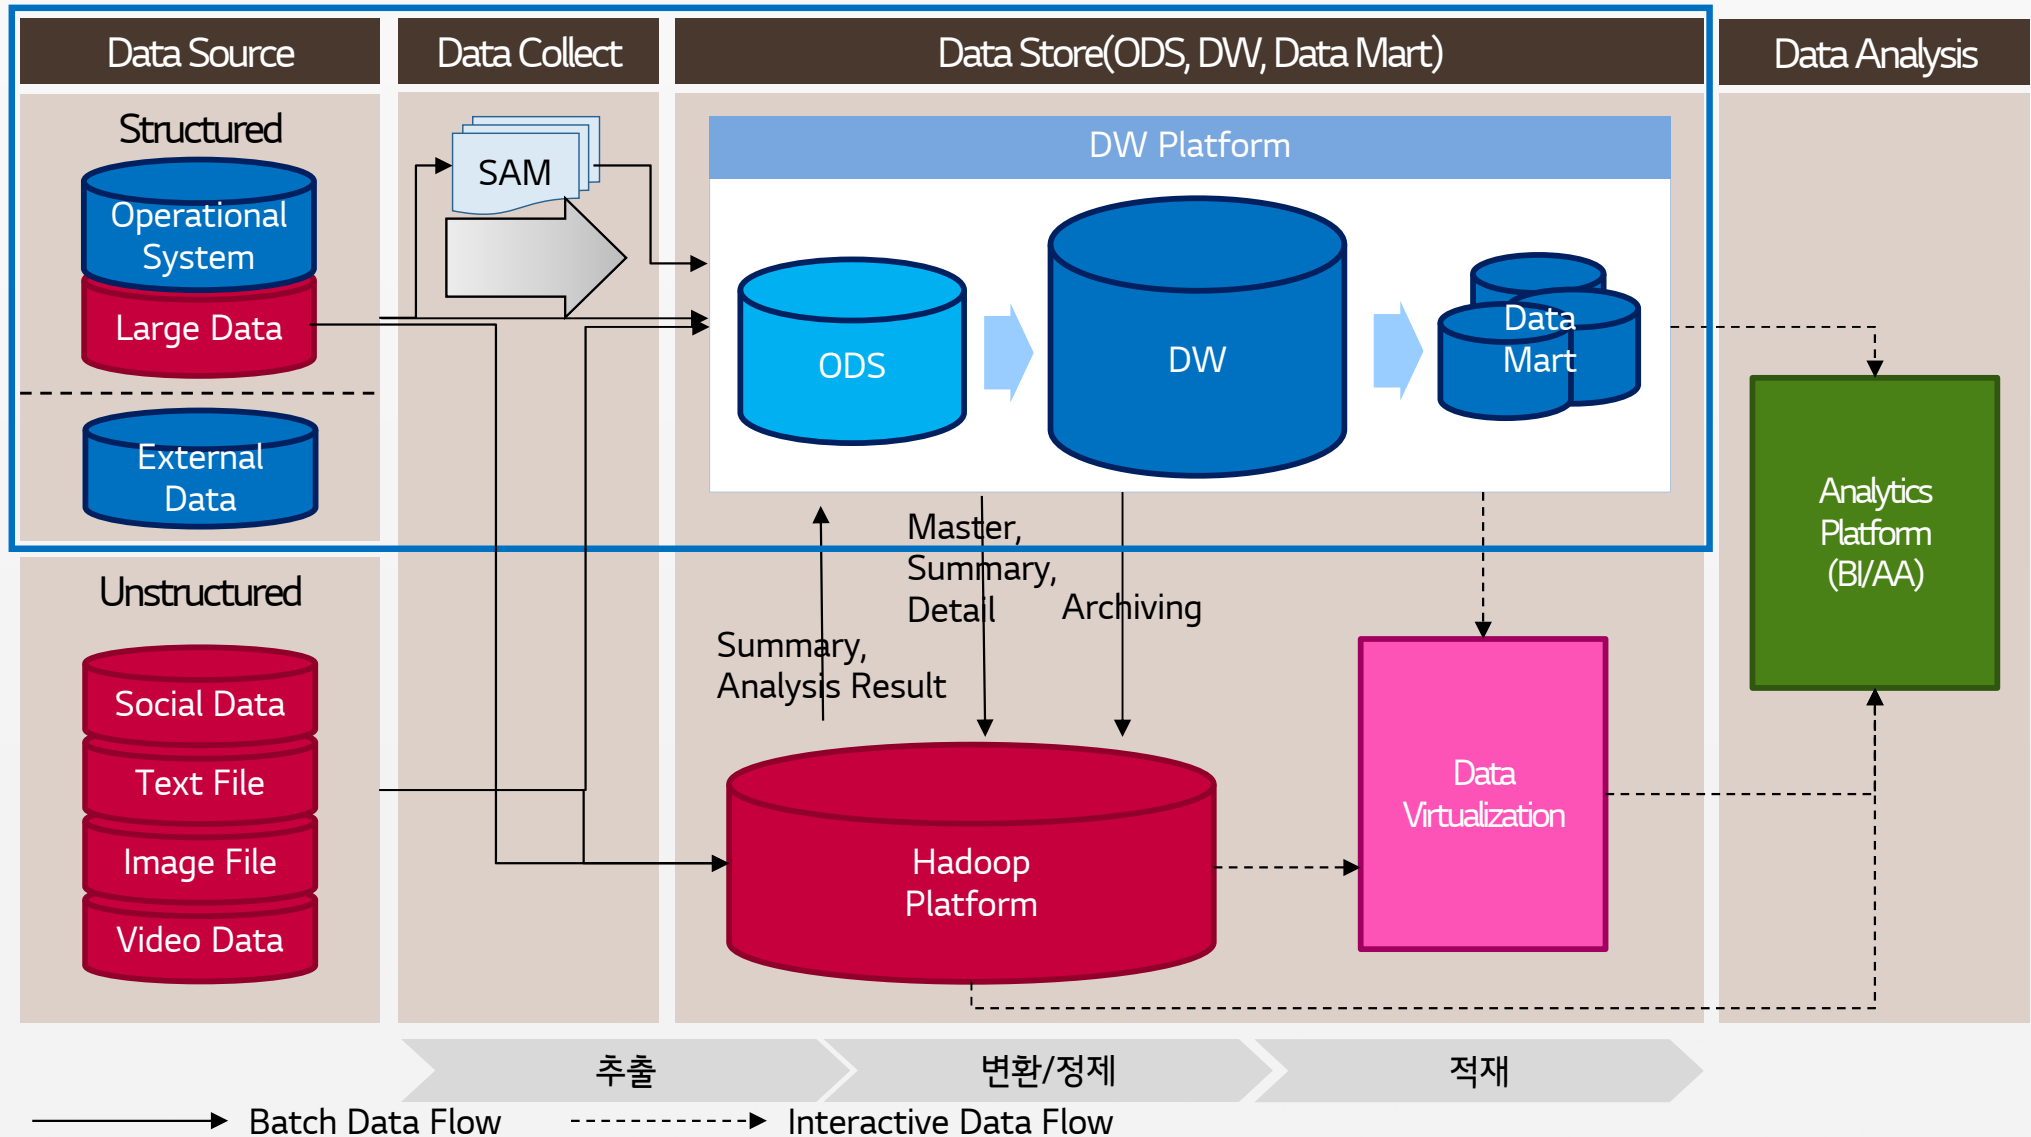 Data Source
Data Collect
Data Store(ODS, DW, Data Mart)
Data Analysis
Structured
Operational
System
Large Data
External
Data
Unstructured
Social Data
Text File
Image File
Video Data
SAM
DW Platform
ODS
DW
Data
Mart
Master,
Summary,
Detail
Archiving
Summary,
Analysis Result
Hadoop
Platform
Data
Virtualization
Analytics
Platform
(BI/AA)
추출
변환/정제
적재
Batch Data Flow
Interactive Data Flow